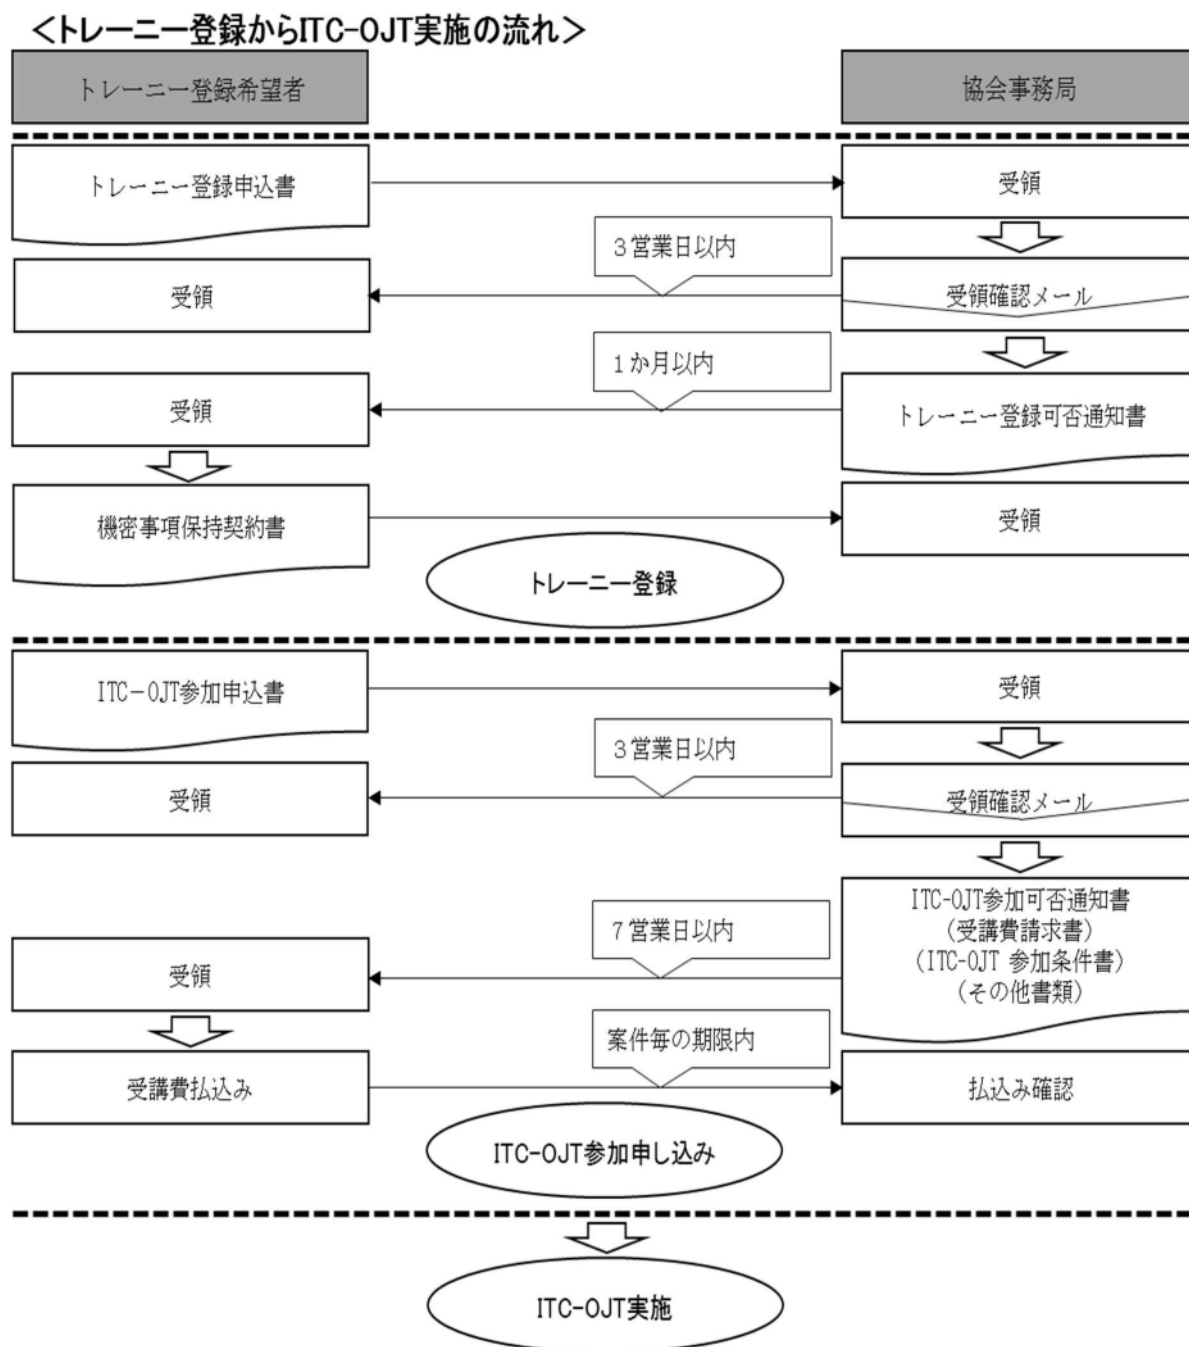 ＜トレーニー登録からITC-OJT実施の流れ＞
トレーニー登録希望者
協会事務局
トレーニー登録申込書
受領
3営業日以内
受領
受領確認メール
1か月以内
受領
トレーニー登録可否通知書
機密事項保持契約書
受領
トレーニー登録
ITC－OJT参加申込書
受領
3営業日以内
受領
受領確認メール
ITC-OJT参加可否通知書
（受講費請求書）
（ITC-OJT 参加条件書）
（その他書類）
7営業日以内
受領
案件毎の期限内
受講費払込み
払込み確認
ITC-OJT参加申し込み
ITC-OJT実施